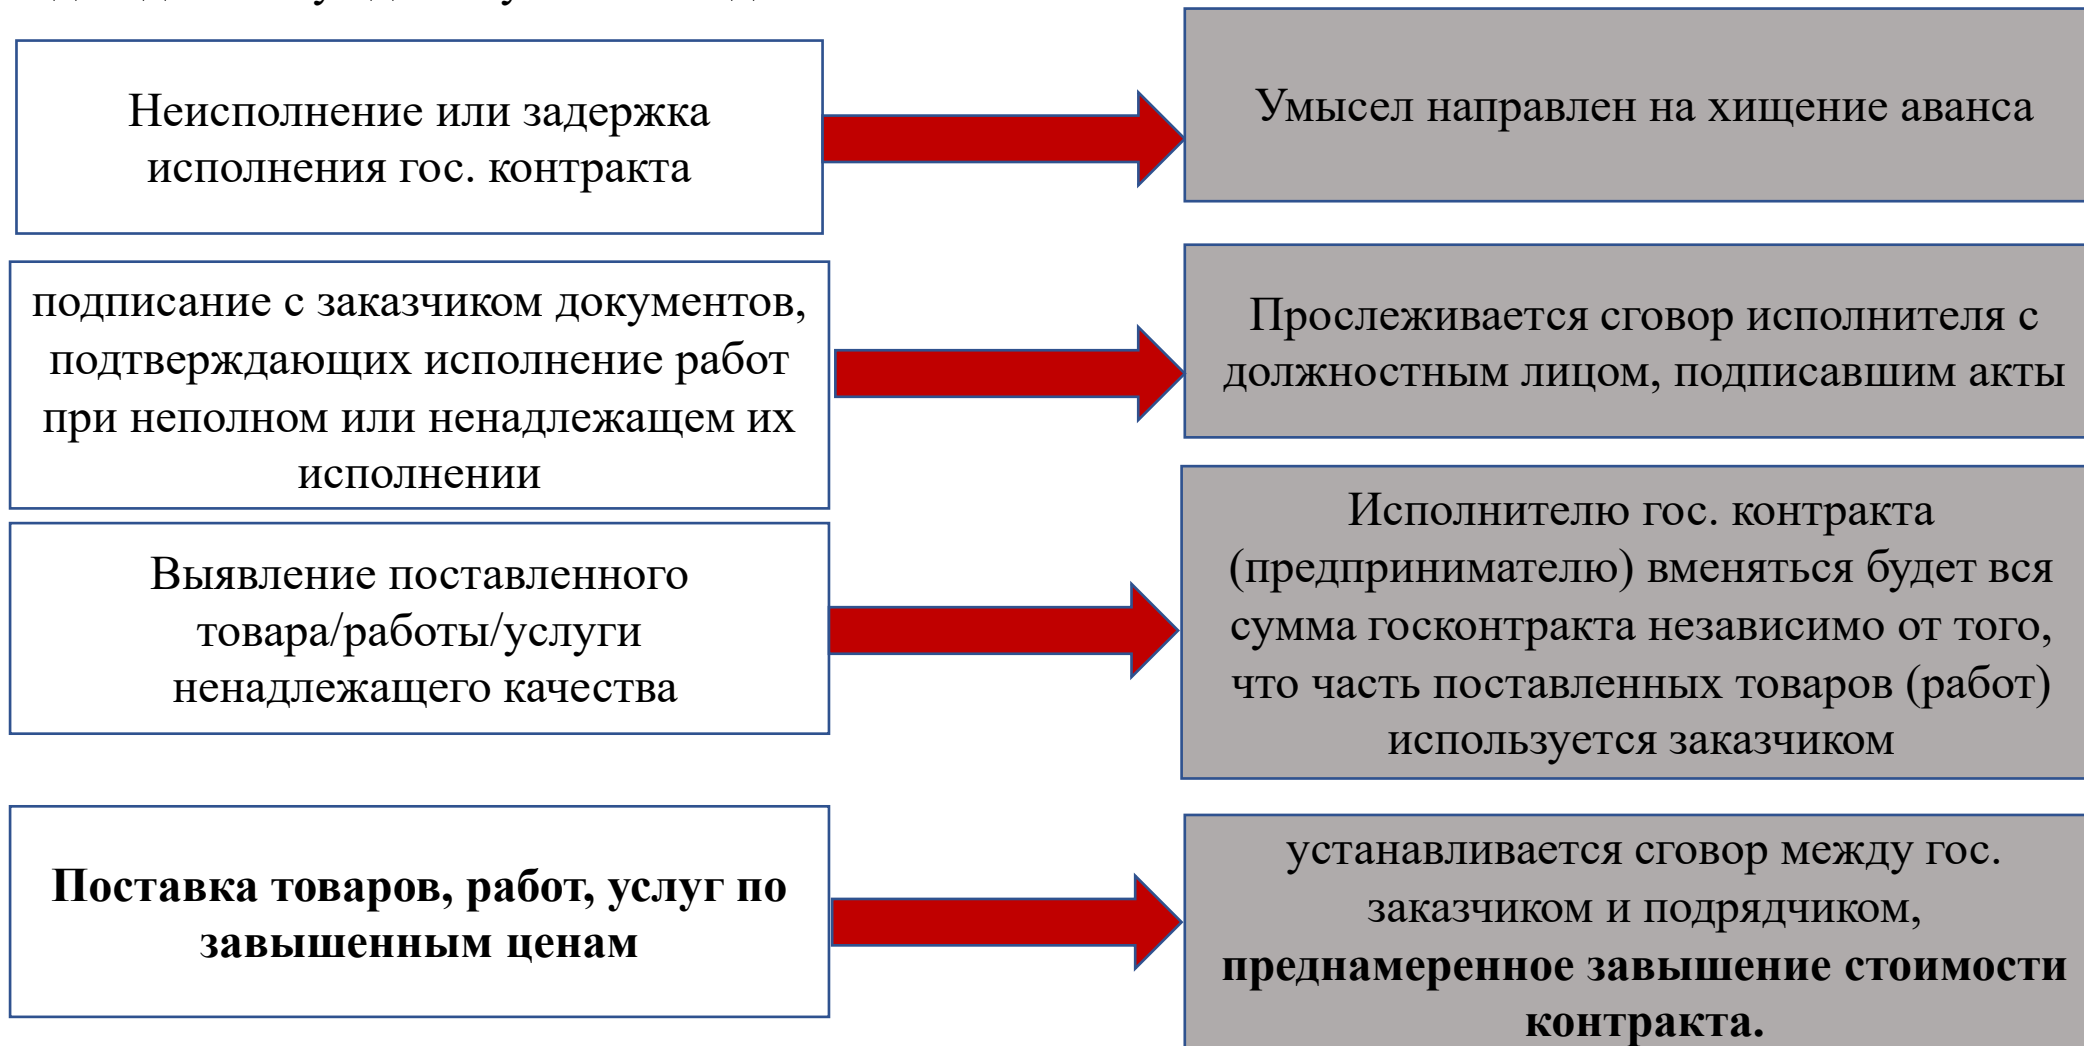 Неисполнение или задержка
исполнения гос. контракта
Умысел направлен на хищение аванса
подписание с заказчиком документов,
подтверждающих исполнение работ
при неполном или ненадлежащем их
исполнении
Прослеживается сговор исполнителя с
должностным лицом, подписавшим акты
Выявление поставленного
товара/работы/услуги
ненадлежащего качества
Исполнителю гос. контракта
(предпринимателю) вменяться будет вся
сумма госконтракта независимо от того,
что часть поставленных товаров (работ)
используется заказчиком
Поставка товаров, работ, услуг по
завышенным ценам
устанавливается сговор между гос.
заказчиком и подрядчиком,
преднамеренное завышение стоимости
контракта.